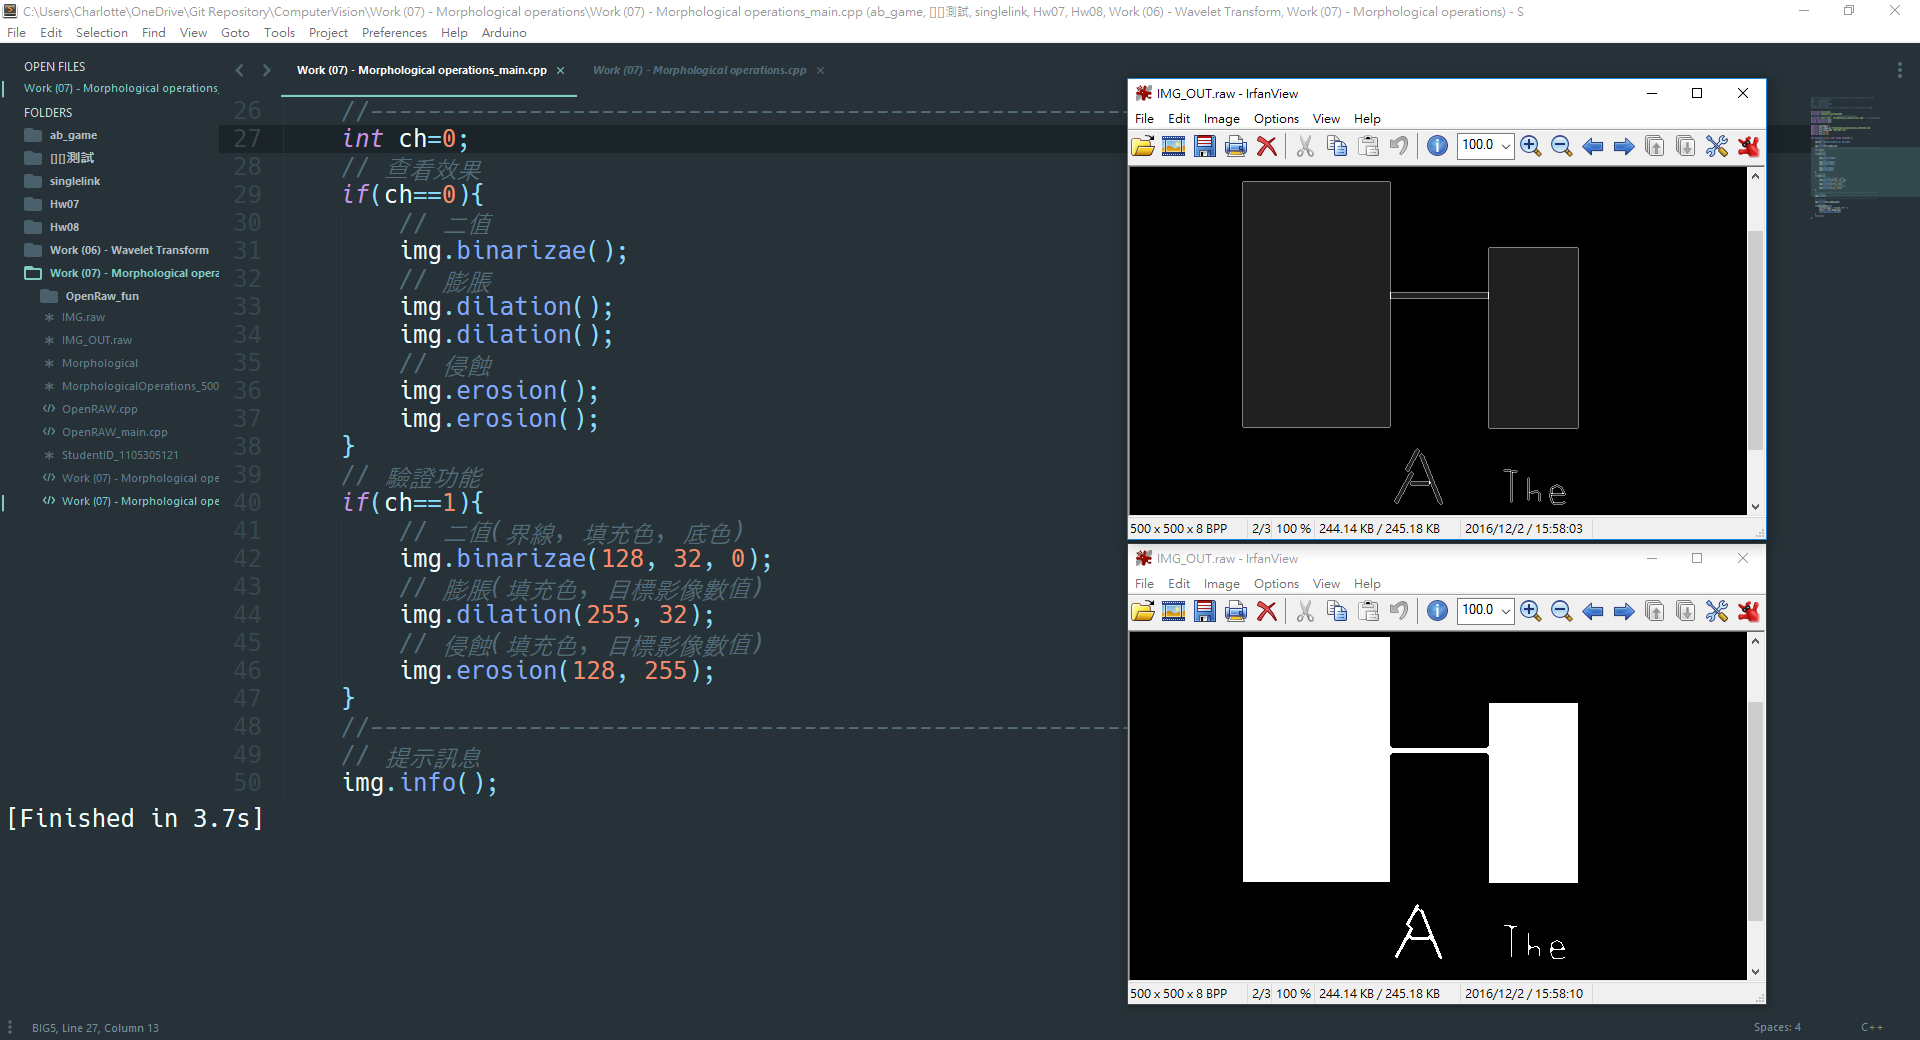 C:\Users\Charlotte\OneDrive\Git Repository\ComputerVision\Work (07) - Morphological operations\Work (07) - Morphological operations_main.cpp (ab_game, [][]測試, singlelink, Hw07, Hw08, Work (06) - Wavelet Transform, Work (07) - Morphological operations) - S
File Edit Selection Find View Goto Tools Project Preferences Help Arduino
OPEN FILES
Work (07) - Morphological operations_
FOLDERS
ab_game
[][]測試
singlelink
Hw07
Hw08
Work (06) - Wavelet Transform
Work (07) - Morphological opera
OpenRaw_fun
IMG.raw
IMG_OUT.raw
Morphological
MorphologicalOperations_500
OpenRAW.cpp
OpenRAW_main.cpp
StudentID_1105305121
Work (07) - Morphological ope
Work (07) - Morphological ope
Work (07) - Morphological operations_main.cpp
Work (07) - Morphological operations.cpp
26 //-----------------------------------------------------
27 int ch=0;
28 // 查看效果
29 if(ch==0){
30 // 二值
31 img.binarizae();
32 // 膨脹
33 img.dilation();
34 img.dilation();
35 // 侵蝕
36 img.erosion();
37 img.erosion();
38 }
39 // 驗證功能
40 if(ch==1){
41 // 二值(界線, 填充色, 底色)
42 img.binarizae(128, 32, 0);
43 // 膨脹(填充色, 目標影像數值)
44 img.dilation(255, 32);
45 // 侵蝕(填充色, 目標影像數值)
46 img.erosion(128, 255);
47 }
48 //-----------------------------------------------------
49 // 提示訊息
50 img.info();
[Finished in 3.7s]
BIG5, Line 27, Column 13
Spaces: 4
C++
IMG_OUT.raw - IrfanView
File Edit Image Options View Help
100.0
A The
500 x 500 x 8 BPP 2/3 100 % 244.14 KB / 245.18 KB 2016/12/2 / 15:58:03
IMG_OUT.raw - IrfanView
File Edit Image Options View Help
100.0
A The
500 x 500 x 8 BPP 2/3 100 % 244.14 KB / 245.18 KB 2016/12/2 / 15:58:10